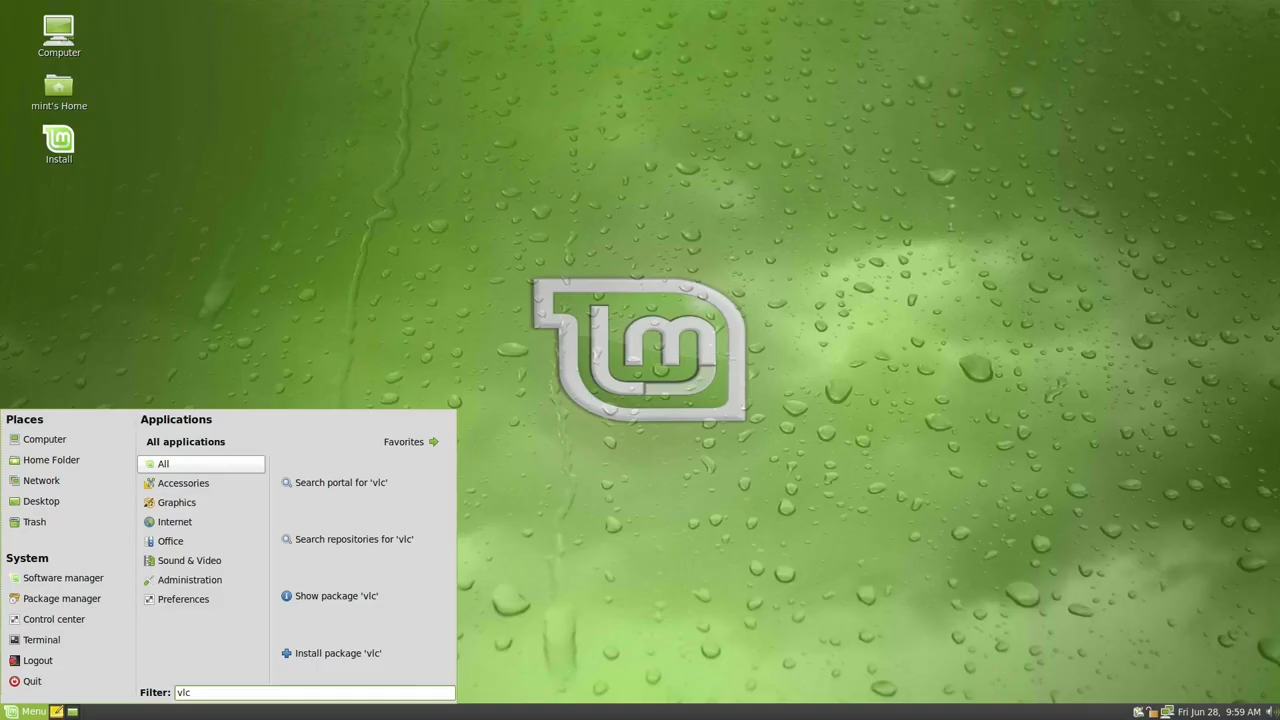 Computer
mint's Home
Install
lm
Places
Computer
Home Folder
Network
Desktop
Trash
System
Software manager
Package manager
Control center
Terminal
Logout
Quit
Applications
All applications
Favorites
All
Accessories
Graphics
Internet
Office
Sound & Video
Administration
Preferences
Search portal for 'vlc'
Search repositories for 'vlc'
Show package 'vlc'
Install package 'vlc'
Filter: vlc
Menu
Fri Jun 28, 9:59 AM